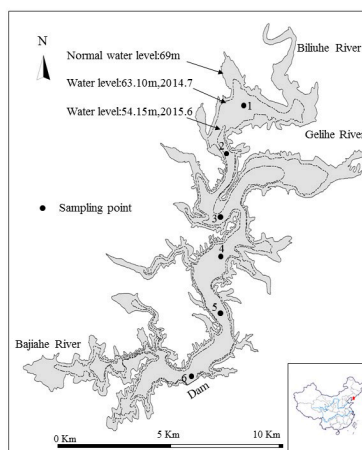 N
Biliuhe River
Normal water level:69m
Water level:63.10m,2014.7
1
Water level:54.15m,2015.6
Gelihe River
2
Sampling point
3
4
5
Bajiahe River
6
Dam
0 Km
5 Km
10 Km